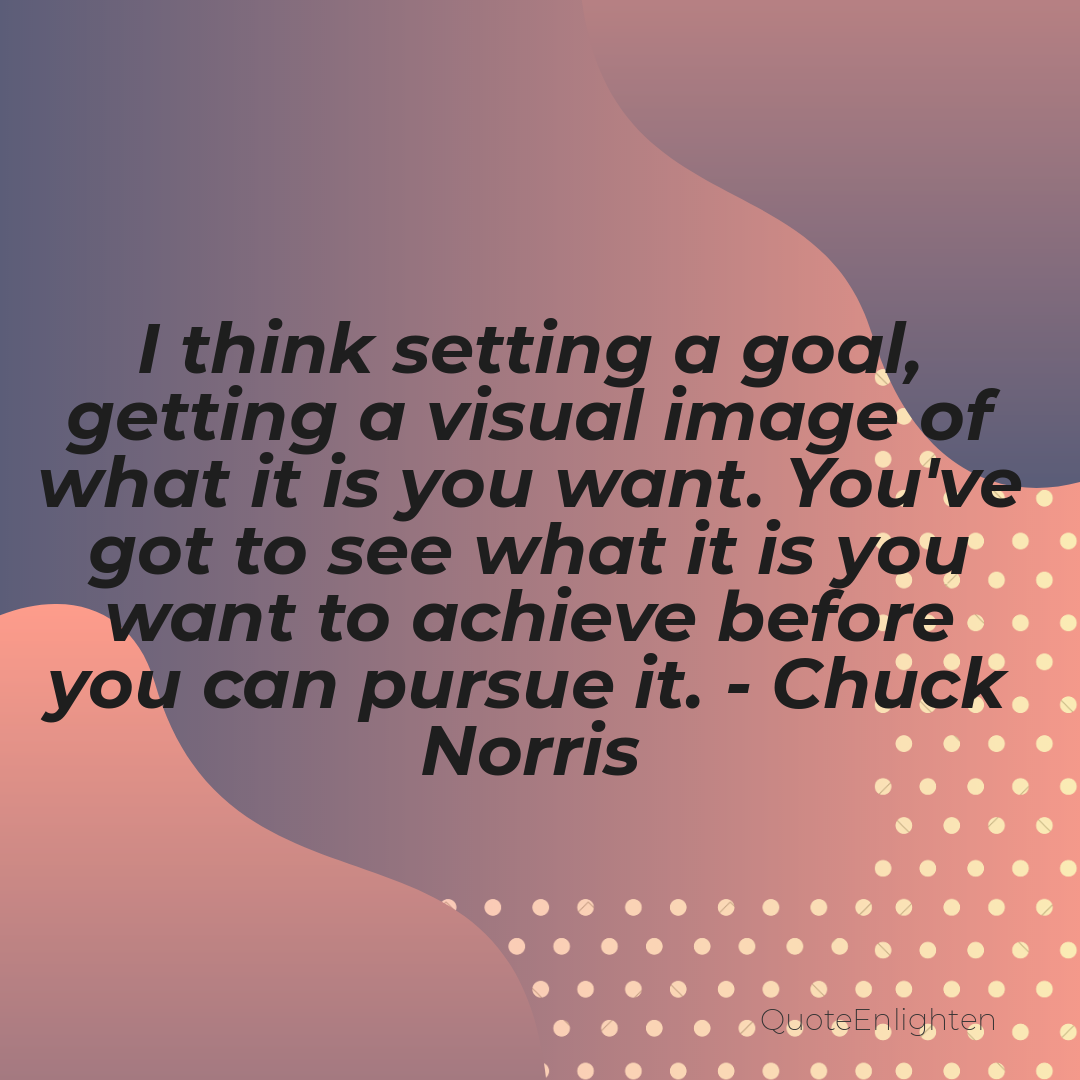 I think setting a goal,
getting a visual image of
what it is you want. You've
got to see what it is you
want to achieve before
you can pursue it. - Chuck
Norris
QuoteEnlighten